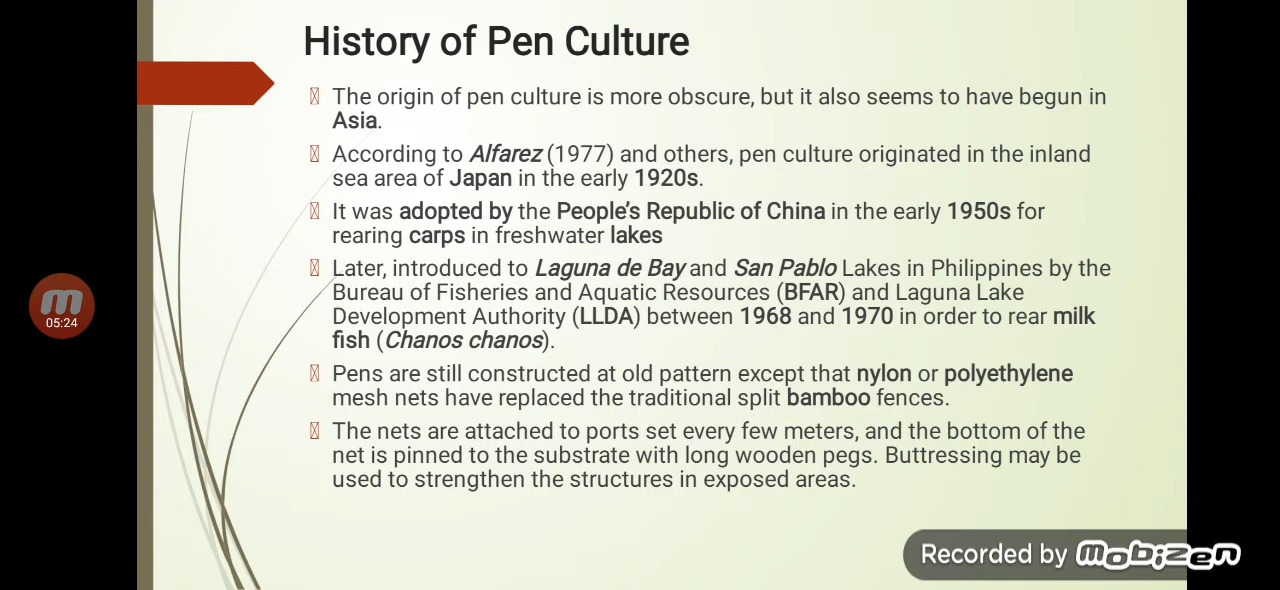 History of Pen Culture
The origin of pen culture is more obscure, but it also seems to have begun in
Asia.
According to Alfarez (1977) and others, pen culture originated in the inland
sea area of Japan in the early 1920s.
It was adopted by the People's Republic of China in the early 1950s for
rearing carps in freshwater lakes
Later, introduced to Laguna de Bay and San Pablo Lakes in Philippines by the
Bureau of Fisheries and Aquatic Resources (BFAR) and Laguna Lake
Development Authority (LLDA) between 1968 and 1970 in order to rear milk
fish (Chanos chanos).
Pens are still constructed at old pattern except that nylon or polyethylene
mesh nets have replaced the traditional split bamboo fences.
The nets are attached to ports set every few meters, and the bottom of the
net is pinned to the substrate with long wooden pegs. Buttressing may be
used to strengthen the structures in exposed areas.
05:24
Recorded by mobizen